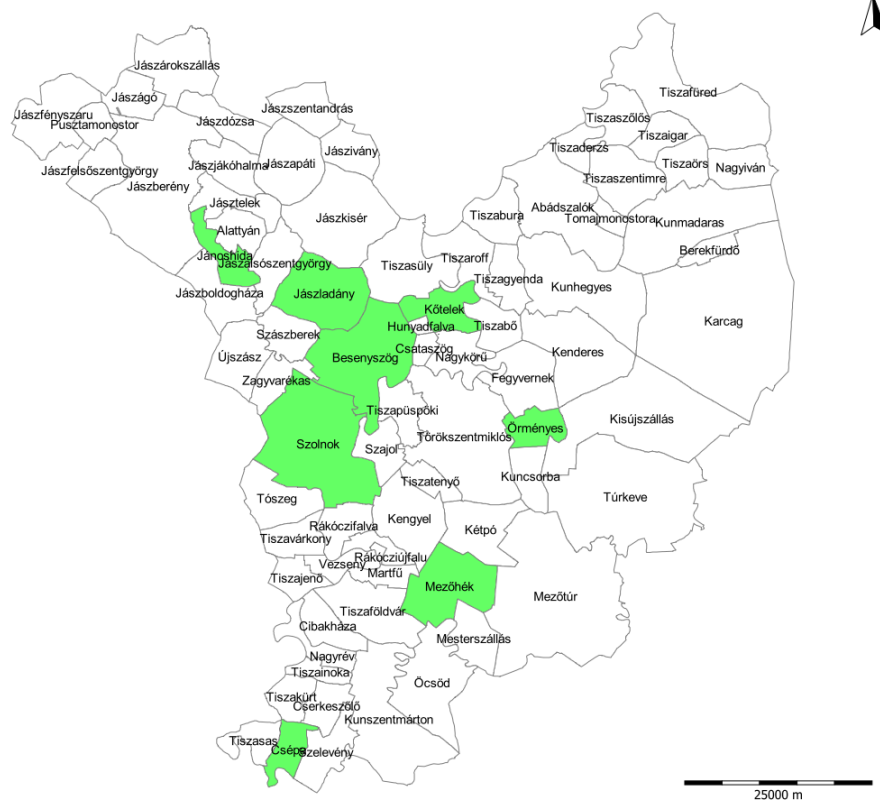 Jászárokszállás
Tiszafüred
Jászágó
Jászszentandrás
Jászfényszaru
Pusztamonostor
Jászdózsa
Tiszaszőlős
Tiszaigar
Jászivány
Tiszaderzs
Jászjákóhalma
Jászapáti
Tiszaörs
Nagyiván
Jászfelsőszentgyörgy
Jászberény
Tiszaszentimre
Jásztelek
Abádszalók
Tiszabura
Jászkisér
Tomajmonostora
Kunmadaras
Alattyán
Berekfürdő
Jánoshida
Jászalsószentgyörgy
Tiszasüly
Tiszaroff
Tiszagyenda
Kunhegyes
Jászboldogháza
Jászladány
Kőtelek
Karcag
Hunyadfalva
Tiszabő
Szászberek
Csataszög
Nagykörű
Kenderes
Újszász
Besenyszög
Zagyvarékas
Fegyvernek
Tiszapüspöki
Kisújszállás
Örményes
Törökszentmiklós
Szolnok
Szajol
Kuncsorba
Tiszatenyő
Tószeg
Túrkeve
Kengyel
Rákóczifalva
Kétpó
Tiszavárkony
Rákócziújfalu
Vezseny
Martfű
Tiszajenő
Mezőhék
Mezőtúr
Tiszaföldvár
Cibakháza
Mesterszállás
Nagyrév
Tiszainoka
Öcsöd
Tiszakürt
Cserkeszőlő
Kunszentmárton
Tiszasas
Csépa
Szelevény
25000 m